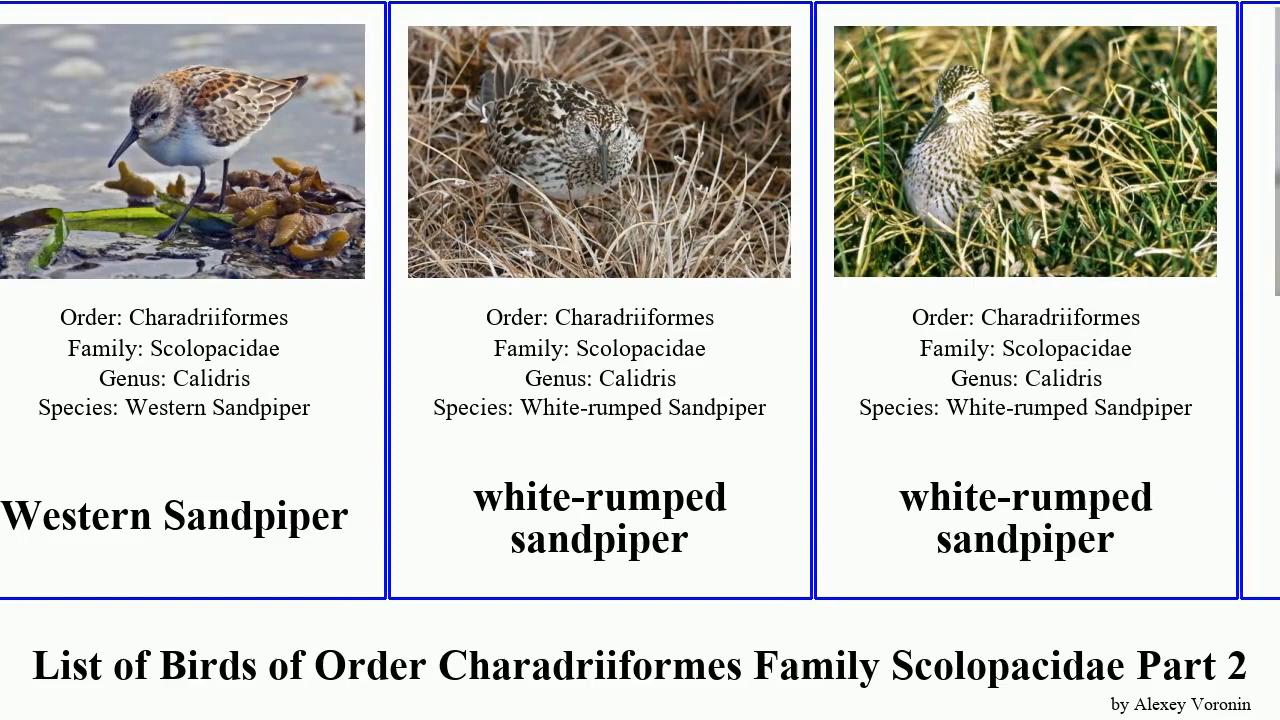 Order: Charadriiformes
Family: Scolopacidae
Genus: Calidris
Species: Western Sandpiper
Western Sandpiper
Order: Charadriiformes
Family: Scolopacidae
Genus: Calidris
Species: White-rumped Sandpiper
white-rumped
sandpiper
Order: Charadriiformes
Family: Scolopacidae
Genus: Calidris
Species: White-rumped Sandpiper
white-rumped
sandpiper
List of Birds of Order Charadriiformes Family Scolopacidae Part 2
by Alexey Voronin